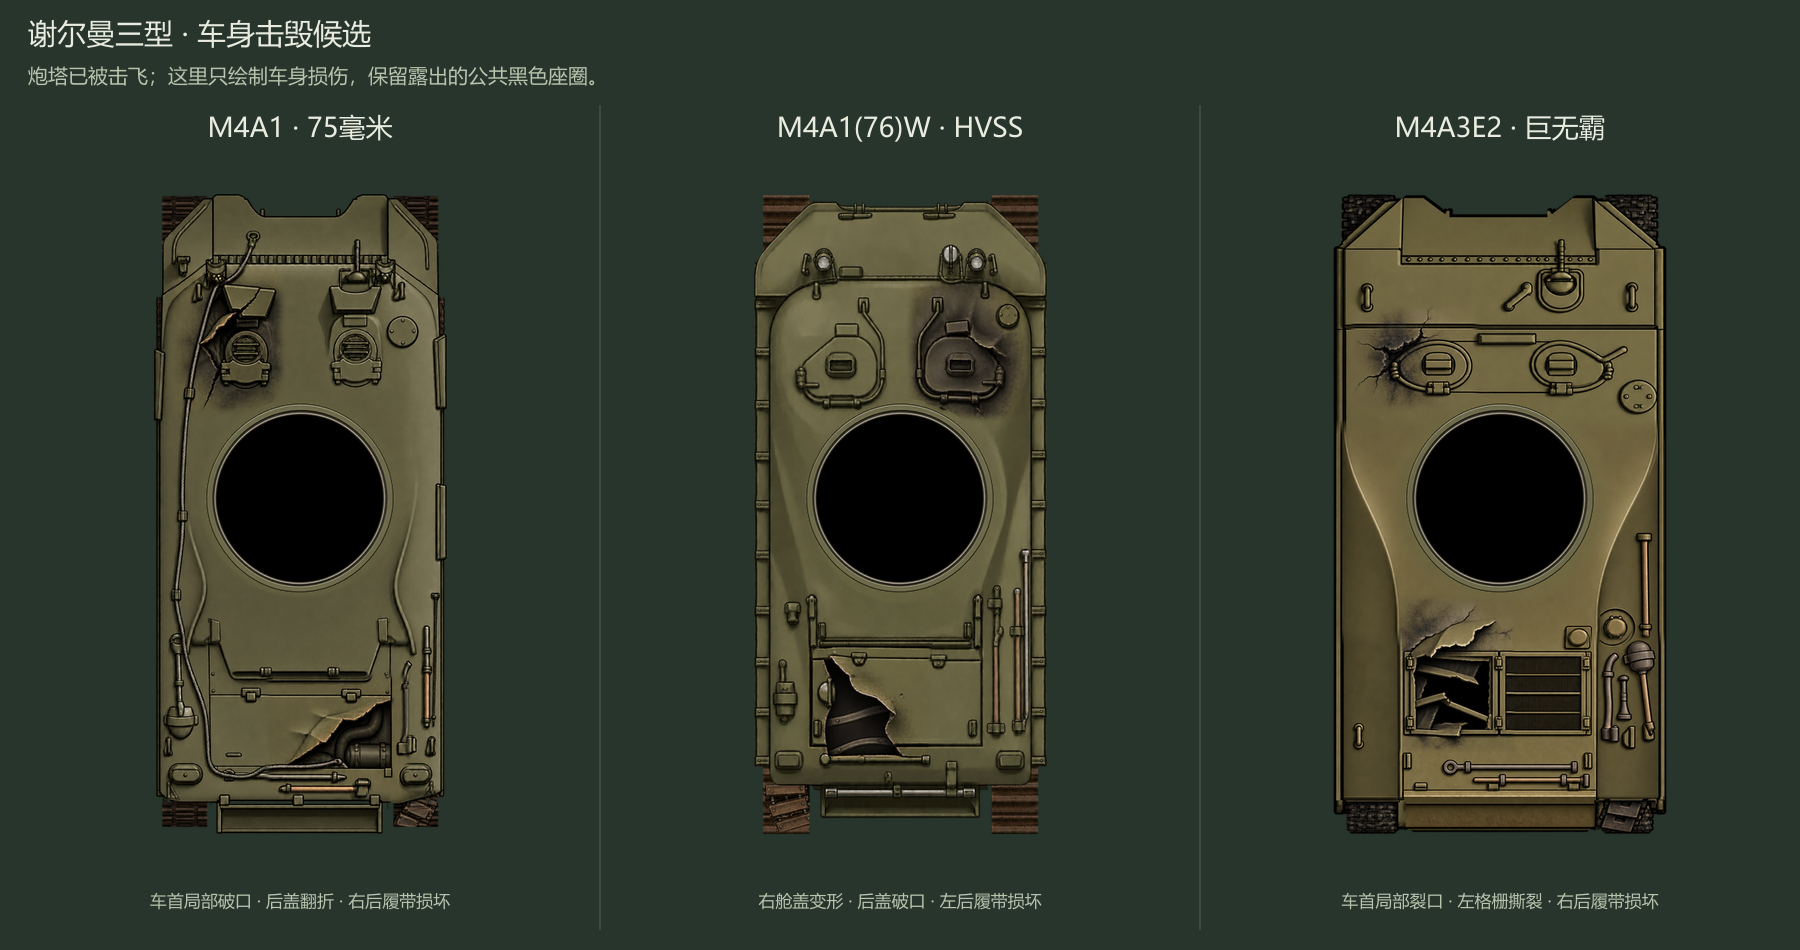 谢尔曼三型 · 车身击毁候选
炮塔已被击飞；这里只绘制车身损伤，保留露出的公共黑色座圈。
M4A1 · 75毫米
M4A1(76)W · HVSS
M4A3E2 · 巨无霸
车首局部破口 · 后盖翻折 · 右后履带损坏
右舱盖变形 · 后盖破口 · 左后履带损坏
车首局部裂口 · 左格栅撕裂 · 右后履带损坏